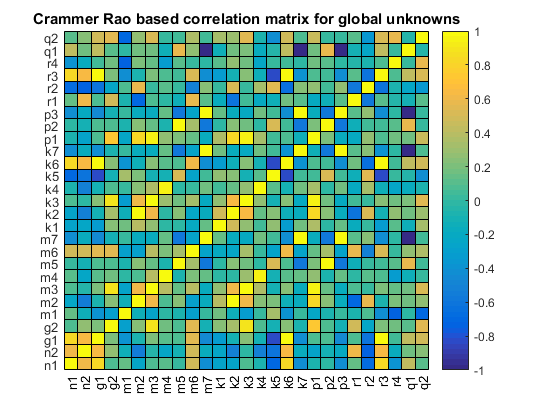 Crammer Rao based correlation matrix for global unknowns
q2
q1
r4
r3
r2
r1
p3
p2
p1
k7
k6
k5
k4
k3
k2
k1
m7
m6
m5
m4
m3
m2
m1
g2
g1
n2
n1
n1 n2 g1 g2 m1 m2 m3 m4 m5 m6 m7 k1 k2 k3 k4 k5 k6 k7 p1 p2 p3 r1 r2 r3 r4 q1 q2
1
0.8
0.6
0.4
0.2
0
-0.2
-0.4
-0.6
-0.8
-1